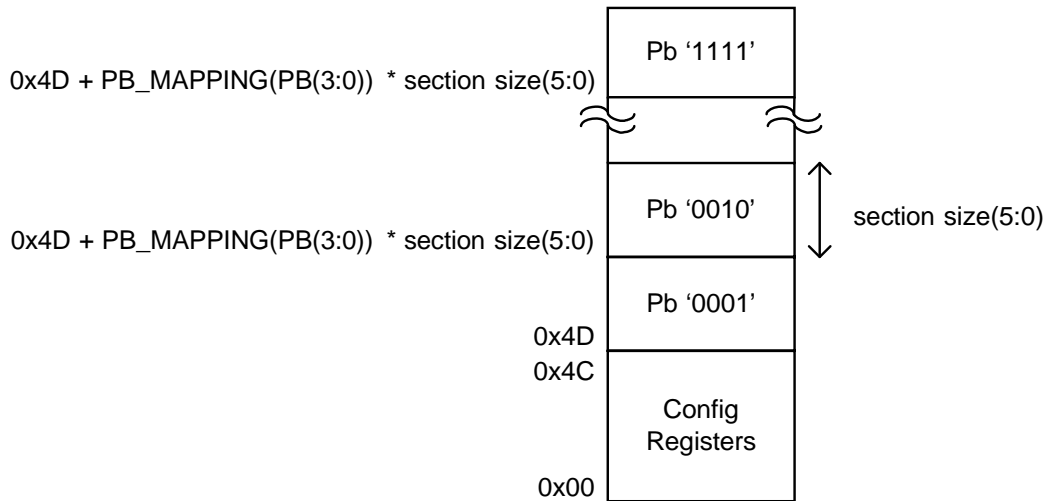 Pb ‘1111’
0x4D + PB_MAPPING(PB(3:0)) * section size(5:0)
Pb ‘0010’
section size(5:0)
0x4D + PB_MAPPING(PB(3:0)) * section size(5:0)
Pb ‘0001’
0x4D
0x4C
Config
Registers
0x00